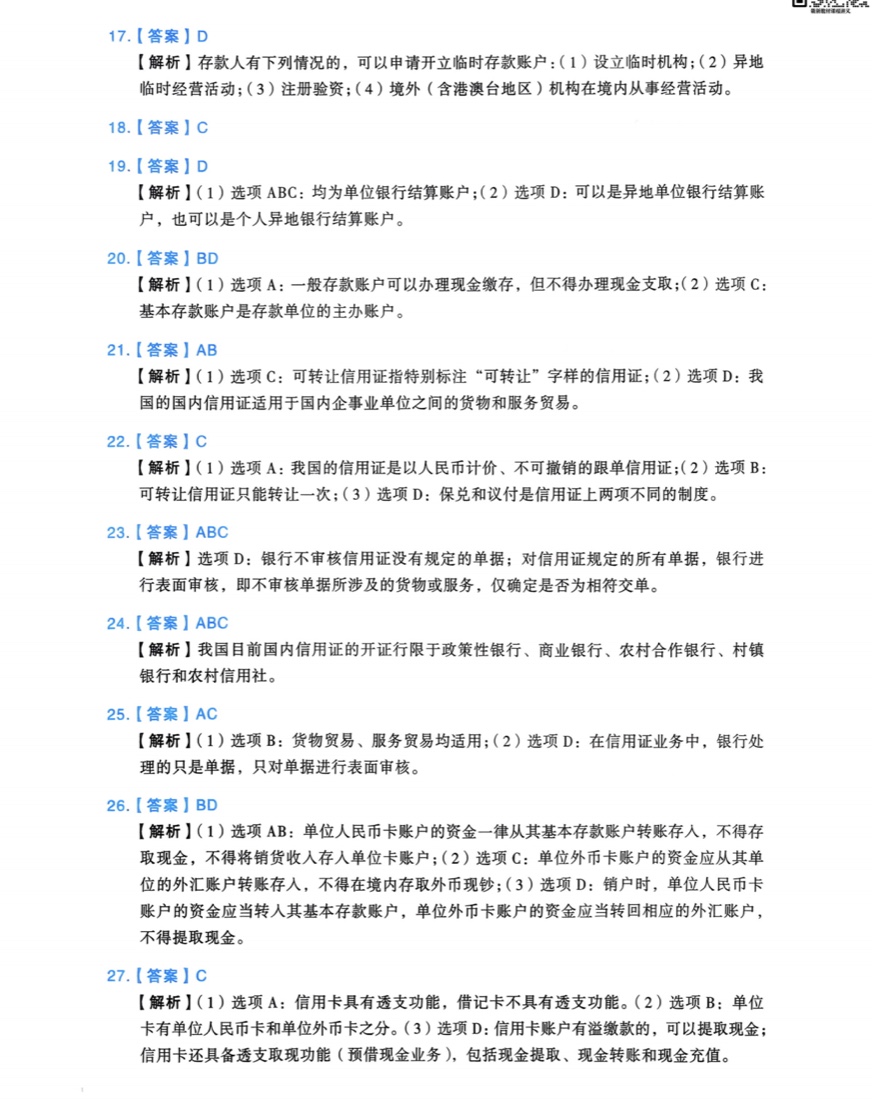 17.【答案】D
【解析】存款人有下列情况的，可以申请开立临时存款账户：（1）设立临时机构；（2）异地
临时经营活动；（3）注册验资；（4）境外（含港澳台地区）机构在境内从事经营活动。
18.【答案】C
19.【答案】D
【解析】（1）选项 ABC：均为单位银行结算账户；（2）选项 D：可以是异地单位银行结算账
户，也可以是个人异地银行结算账户。
20.【答案】BD
【解析】（1）选项 A：一般存款账户可以办理现金缴存，但不得办理现金支取；（2）选项 C：
基本存款账户是存款单位的主办账户。
21.【答案】AB
【解析】（1）选项 C：可转让信用证指特别标注“可转让”字样的信用证；（2）选项 D：我
国的国内信用证适用于国内企事业单位之间的货物和服务贸易。
22.【答案】C
【解析】（1）选项 A：我国的信用证是以人民币计价、不可撤销的跟单信用证；（2）选项 B：
可转让信用证只能转让一次；（3）选项 D：保兑和议付是信用证上两项不同的制度。
23.【答案】ABC
【解析】选项 D：银行不审核信用证没有规定的单据；对信用证规定的所有单据，银行进
行表面审核，即不审核单据所涉及的货物或服务，仅确定是否为相符交单。
24.【答案】ABC
【解析】我国目前国内信用证的开证行限于政策性银行、商业银行、农村合作银行、村镇
银行和农村信用社。
25.【答案】AC
【解析】（1）选项 B：货物贸易、服务贸易均适用；（2）选项 D：在信用证业务中，银行处
理的只是单据，只对单据进行表面审核。
26.【答案】BD
【解析】（1）选项 AB：单位人民币卡账户的资金一律从其基本存款账户转账存入，不得存
取现金，不得将销货收入存入单位卡账户；（2）选项 C：单位外币卡账户的资金应从其单
位的外汇账户转账存入，不得在境内存取外币现钞；（3）选项 D：销户时，单位人民币卡
账户的资金应当转入其基本存款账户，单位外币卡账户的资金应当转回相应的外汇账户，
不得提取现金。
27.【答案】C
【解析】（1）选项 A：信用卡具有透支功能，借记卡不具有透支功能。（2）选项 B：单位
卡有单位人民币卡和单位外币卡之分。（3）选项 D：信用卡账户有溢缴款的，可以提取现金；
信用卡还具备透支取现功能（预借现金业务），包括现金提取、现金转账和现金充值。